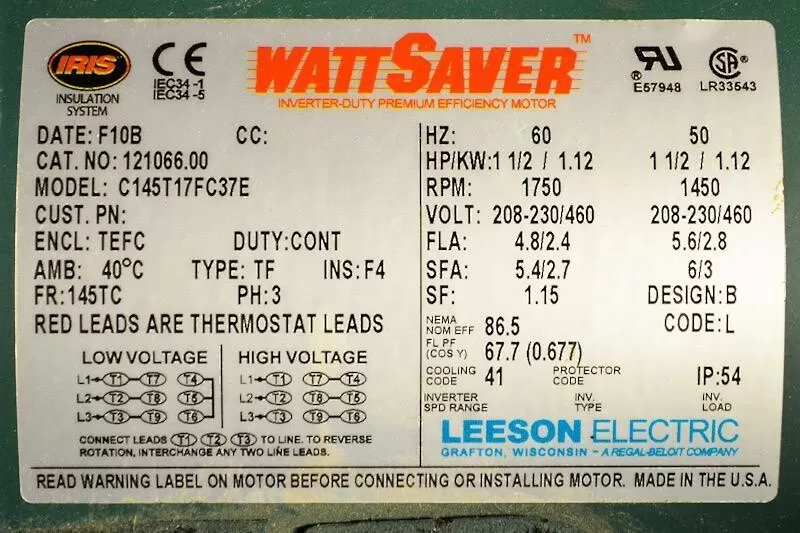 IRIS
INSULATION
SYSTEM
CE
IEC34-1
IEC34-5
WATTSAVER™
INVERTER-DUTY PREMIUM EFFICIENCY MOTOR
RU
®
E57948
SA®
LR33543
DATE: F10B CC:
CAT. NO: 121066.00
MODEL: C145T17FC37E
CUST. PN:
ENCL: TEFC DUTY:CONT
AMB: 40°C TYPE: TF INS: F4
FR:145TC PH:3
RED LEADS ARE THERMOSTAT LEADS
LOW VOLTAGE HIGH VOLTAGE
L1 T1 T7 T4 L1 T1 T7 T4
L2 T2 T8 T5 L2 T2 T8 T5
L3 T3 T9 T6 L3 T3 T9 T6
CONNECT LEADS T1 T2 T3 TO LINE. TO REVERSE
ROTATION, INTERCHANGE ANY TWO LINE LEADS.
HZ: 60 50
HP/KW:1 1/2 / 1.12 1 1/2 / 1.12
RPM: 1750 1450
VOLT: 208-230/460 208-230/460
FLA: 4.8/2.4 5.6/2.8
SFA: 5.4/2.7 6/3
SF: 1.15 DESIGN:B
NEMA
NOM EFF 86.5 CODE:L
FL PF
(COS Y) 67.7 (0.677)
COOLING
CODE 41 PROTECTOR
CODE IP:54
INVERTER
SPD RANGE INV.
TYPE INV.
LOAD
LEESON ELECTRIC
GRAFTON, WISCONSIN - A REGAL-BELOIT COMPANY
READ WARNING LABEL ON MOTOR BEFORE CONNECTING OR INSTALLING MOTOR. MADE IN THE U.S.A.